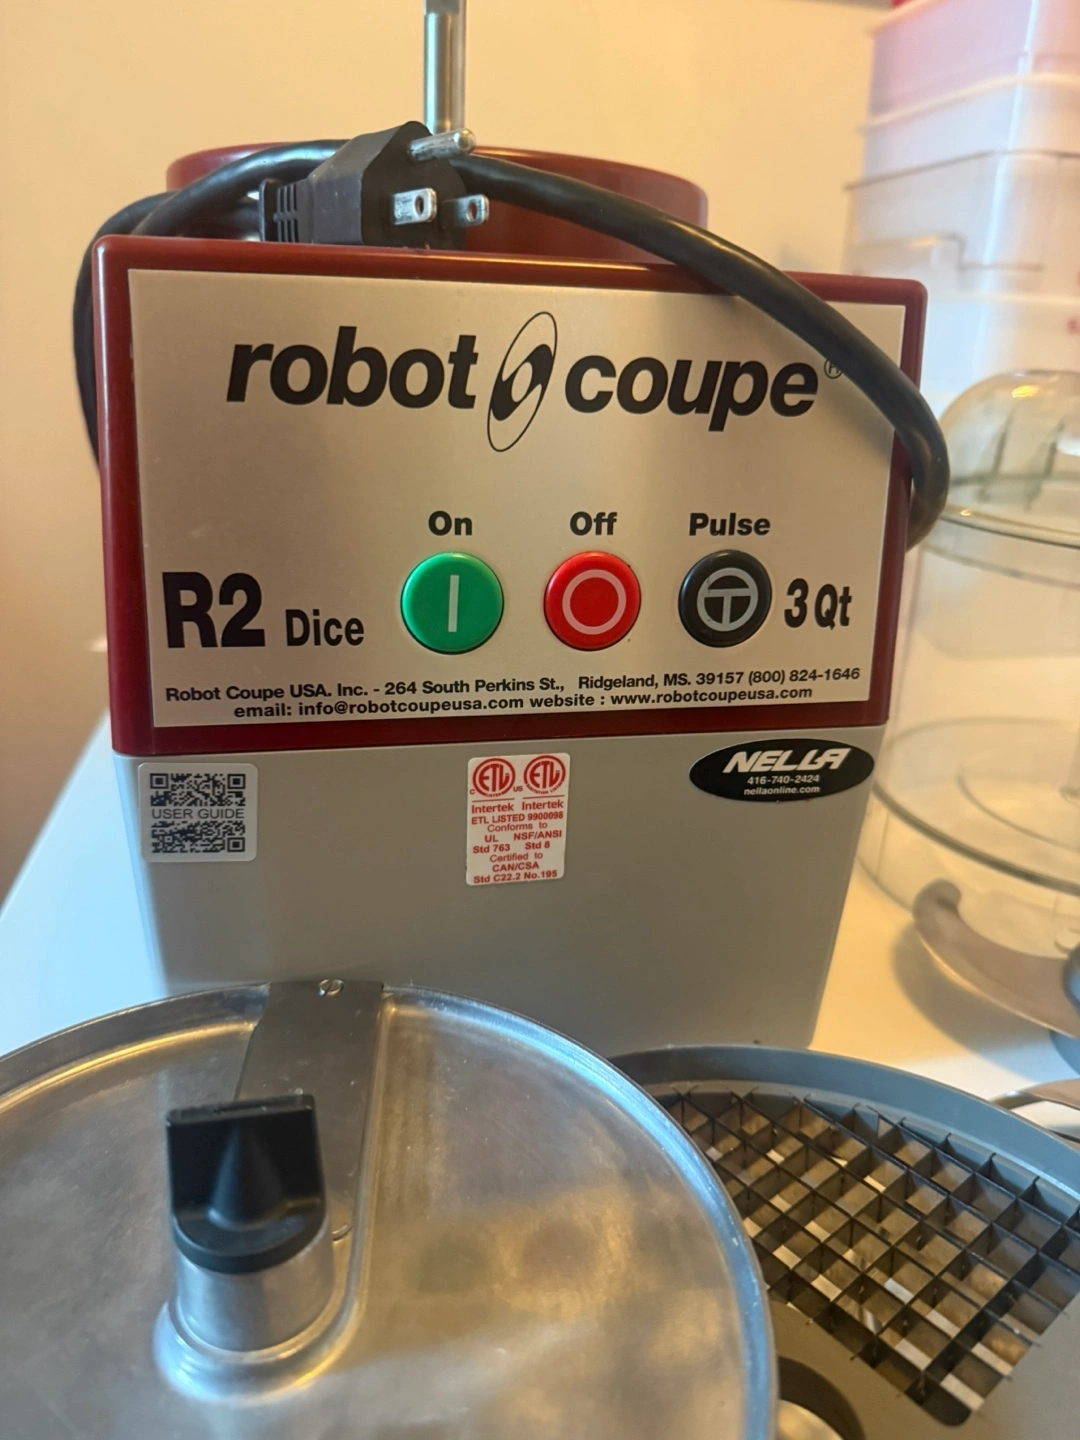 robot coupe®
On Off Pulse
R2 Dice 3 Qt
Robot Coupe USA. Inc. - 264 South Perkins St., Ridgeland, MS. 39157 (800) 824-1646
email: info@robotcoupeusa.com website : www.robotcoupeusa.com
USER GUIDE
ETL ETL
C US
Intertek Intertek
ETL LISTED 9900098
Conforms to
UL NSF/ANSI
Std 763 Std 8
Certified to
CAN/CSA
Std C22.2 No.195
NELLA
416-740-2424
nellaonline.com